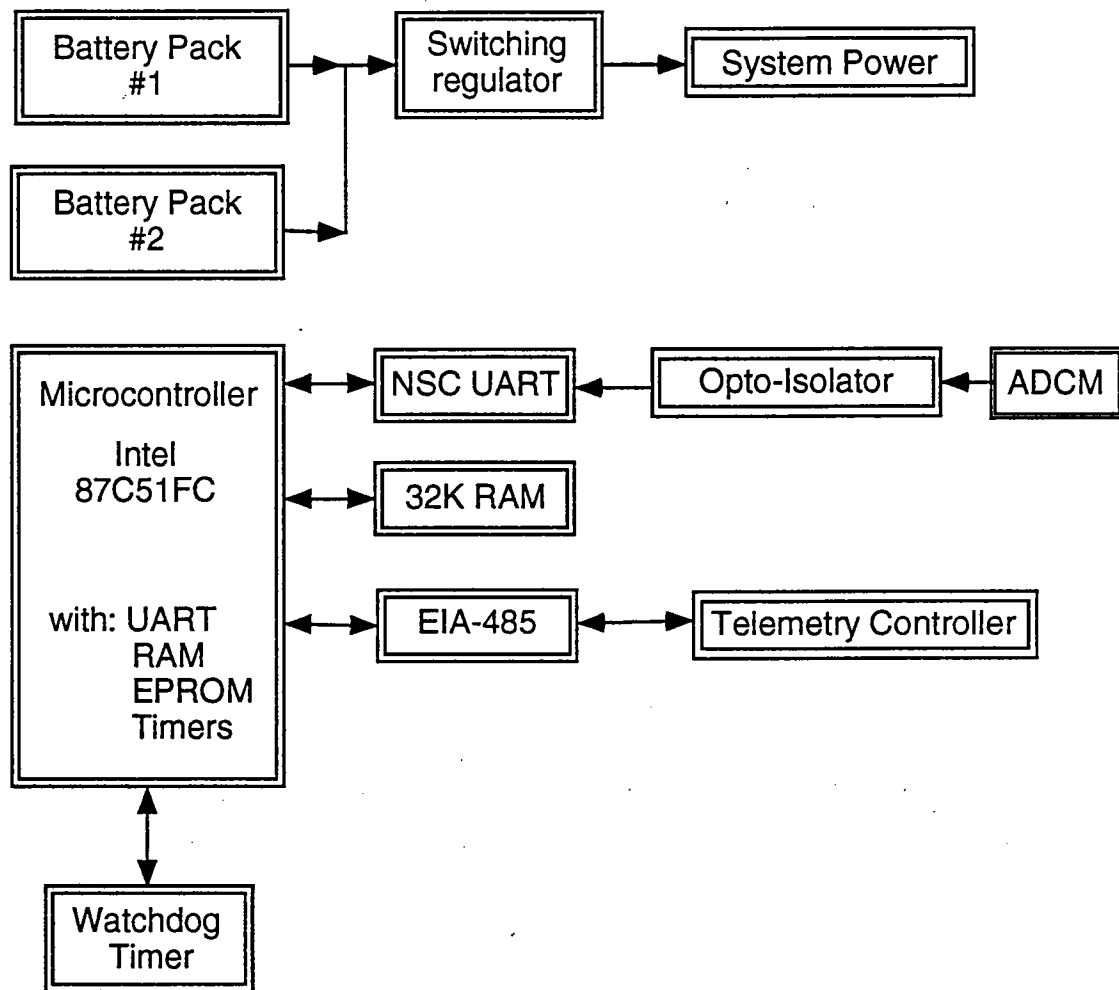 Battery Pack
#1
Switching
regulator
System Power
Battery Pack
#2
Microcontroller
Intel
87C51FC
with: UART
RAM
EPROM
Timers
NSC UART
Opto-Isolator
ADCM
32K RAM
EIA-485
Telemetry Controller
Watchdog
Timer